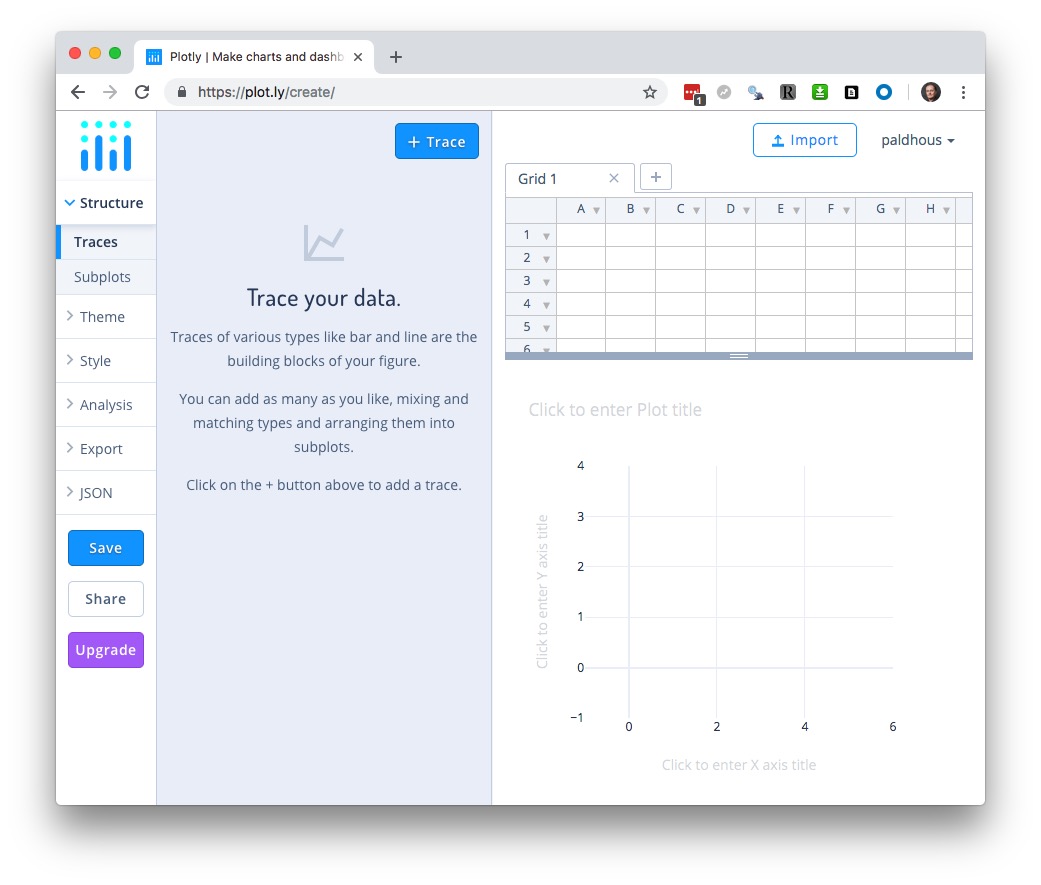 Plotly | Make charts and dashb
https://plot.ly/create/
1
R
+ Trace
Import
paldhous
Structure
Traces
Subplots
Theme
Style
Analysis
Export
JSON
Save
Share
Upgrade
Trace your data.
Traces of various types like bar and line are the
building blocks of your figure.
You can add as many as you like, mixing and
matching types and arranging them into
subplots.
Click on the + button above to add a trace.
Grid 1
A B C D E F G H
1
2
3
4
5
6
Click to enter Plot title
Click to enter Y axis title
4
3
2
1
0
−1
0 2 4 6
Click to enter X axis title